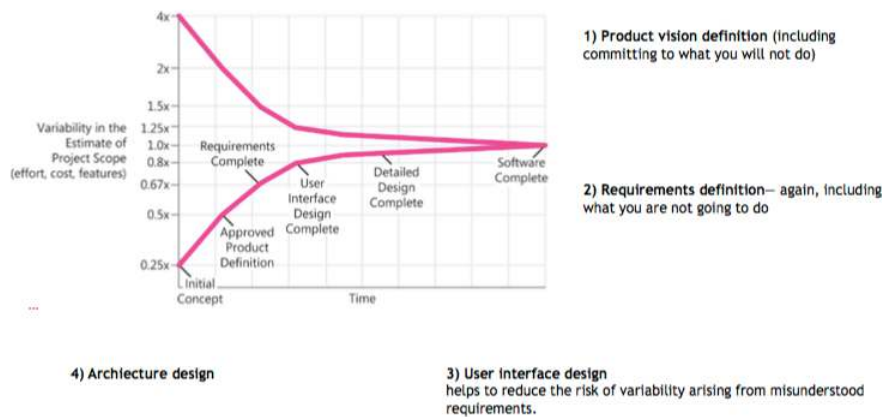 4x
2x
1.5x
1.25x
1.0x
0.8x
0.67x
0.5x
0.25x
Variability in the
Estimate of
Project Scope
(effort, cost, features)
Initial
Concept
Approved
Product
Definition
Requirements
Complete
User
Interface
Design
Complete
Detailed
Design
Complete
Software
Complete
Time
1) Product vision definition (including
committing to what you will not do)
2) Requirements definition— again, including
what you are not going to do
3) User interface design
helps to reduce the risk of variability arising from misunderstood
requirements.
4) Archiecture design
...